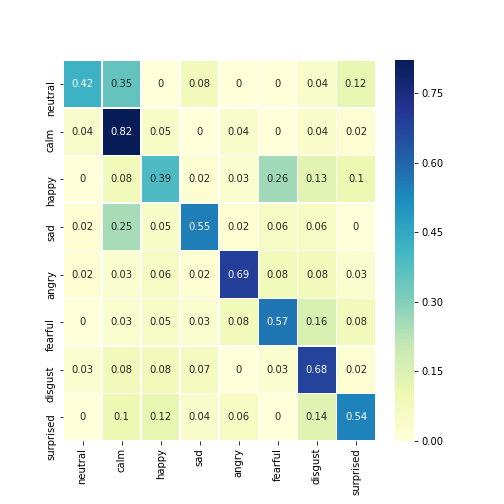 neutral 0.42 0.35 0 0.08 0 0 0.04 0.12
calm 0.04 0.82 0.05 0 0.04 0 0.04 0.02
happy 0 0.08 0.39 0.02 0.03 0.26 0.13 0.1
sad 0.02 0.25 0.05 0.55 0.02 0.06 0.06 0
angry 0.02 0.03 0.06 0.02 0.69 0.08 0.08 0.03
fearful 0 0.03 0.05 0.03 0.08 0.57 0.16 0.08
disgust 0.03 0.08 0.08 0.07 0 0.03 0.68 0.02
surprised 0 0.1 0.12 0.04 0.06 0 0.14 0.54
neutral calm happy sad angry fearful disgust surprised
0.75
0.60
0.45
0.30
0.15
0.00